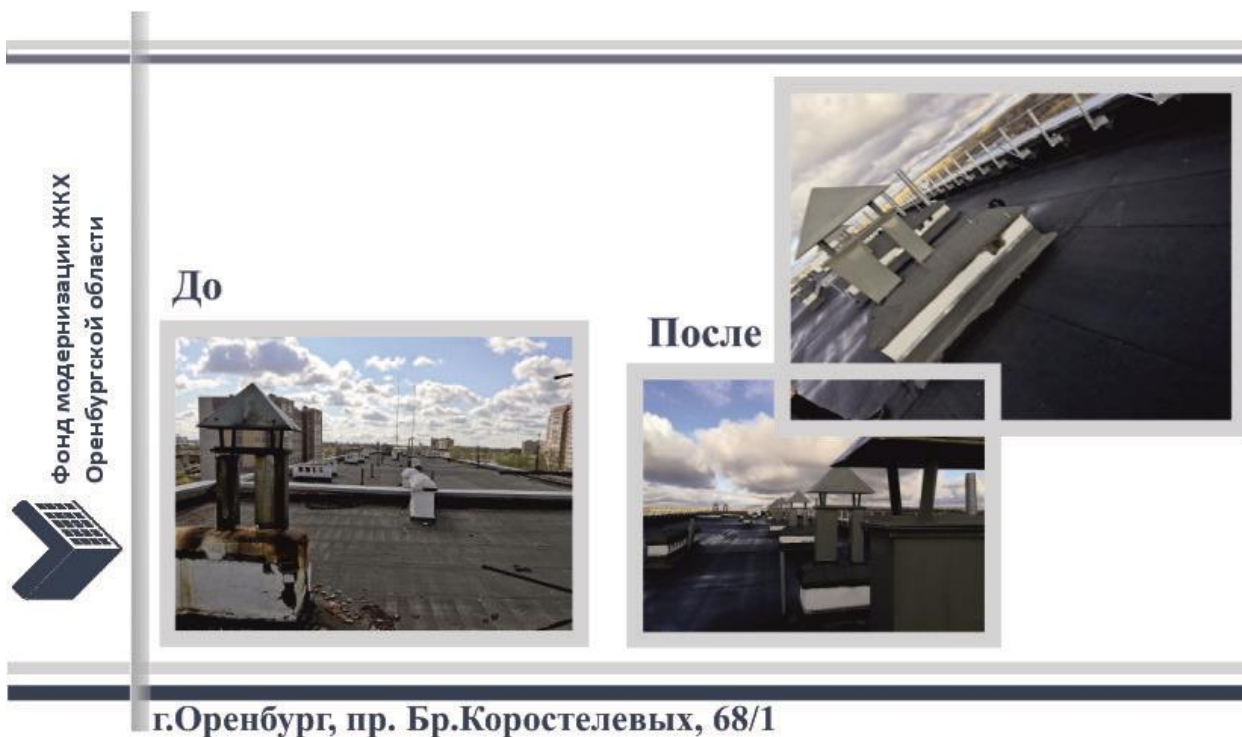 Фонд модернизации ЖКХ
Оренбургской области
До
После
г.Оренбург, пр. Бр.Коростелевых, 68/1